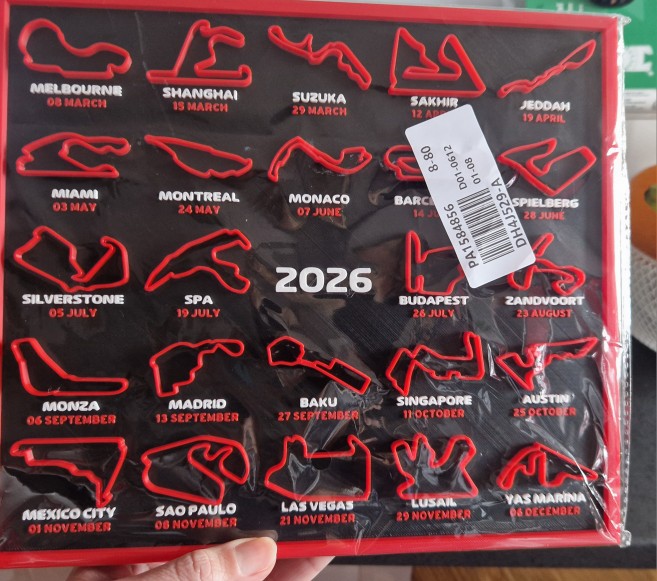 MELBOURNE
08 MARCH
SHANGHAI
15 MARCH
SUZUKA
29 MARCH
SAKHIR
12
JEDDAH
19 APRIL
MIAMI
03 MAY
MONTREAL
24 MAY
MONACO
07 JUNE
14
SPIELBERG
28 JUNE
8-80
D01-0612
01-08
PA1584856
DH4J529-A
SILVERSTONE
05 JULY
SPA
19 JULY
2026
BUDAPEST
26 JULY
ZANDVOORT
23 AUGUST
MONZA
06 SEPTEMBER
MADRID
13 SEPTEMBER
BAKU
27 SEPTEMBER
SINGAPORE
11 OCTOBER
AUSTIN
25 OCTOBER
MEXICO CITY
01 NOVEMBER
SAO PAULO
08 NOVEMBER
LAS VEGAS
21 NOVEMBER
LUSAIL
29 NOVEMBER
YAS MARINA
06 DECEMBER